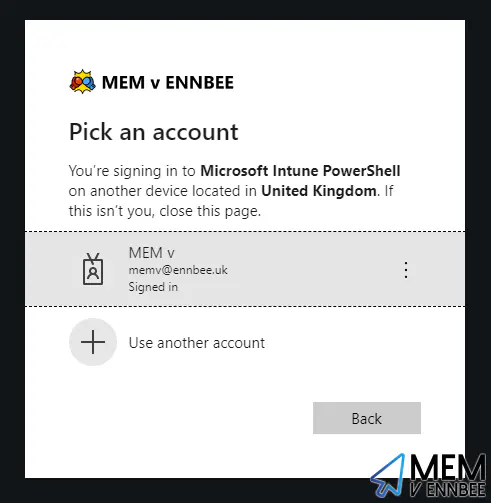 MEM v ENNBEE
Pick an account
You're signing in to Microsoft Intune PowerShell
on another device located in United Kingdom. If
this isn't you, close this page.
MEM v
memv@ennbee.uk
Signed in
Use another account
Back
MEM
V ENNBEE